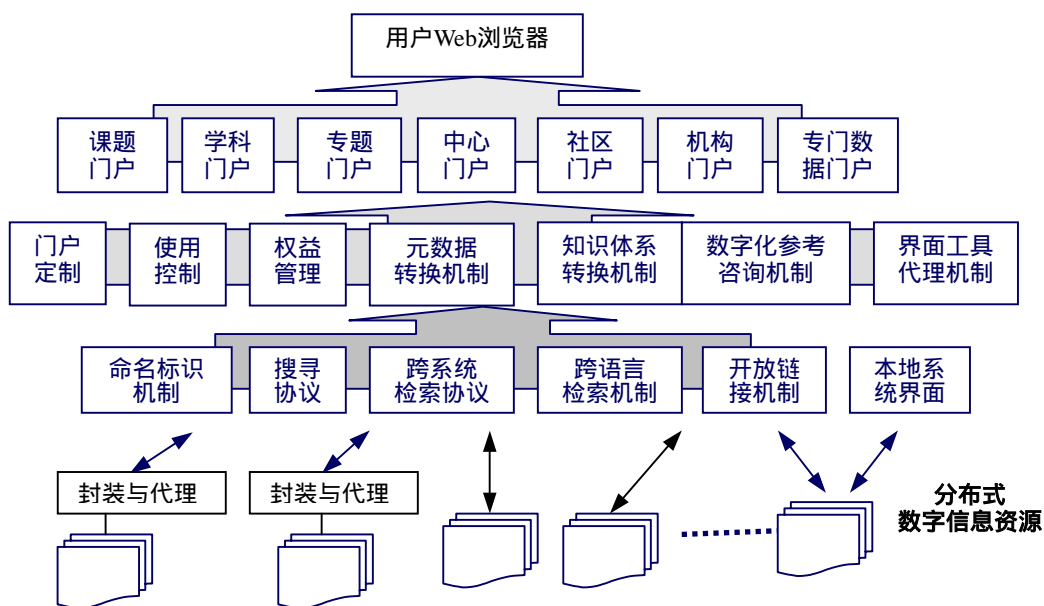 用户Web浏览器
课题
门户
学科
门户
专题
门户
中心
门户
社区
门户
机构
门户
专门数
据门户
门户
定制
使用
控制
权益
管理
元数据
转换机制
知识体系
转换机制
数字化参考
咨询机制
界面工具
代理机制
命名标识
机制
搜寻
协议
跨系统
检索协议
跨语言
检索机制
开放链
接机制
本地系
统界面
封装与代理
封装与代理
分布式
数字信息资源